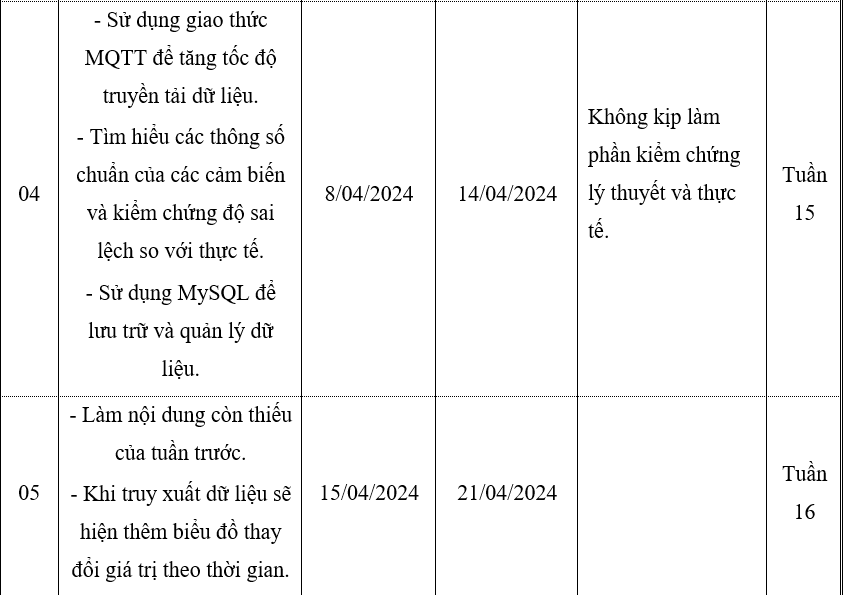 04
- Sử dụng giao thức
MQTT để tăng tốc độ
truyền tải dữ liệu.
- Tìm hiểu các thông số
chuẩn của các cảm biến
và kiểm chứng độ sai
lệch so với thực tế.
- Sử dụng MySQL để
lưu trữ và quản lý dữ
liệu.
8/04/2024
14/04/2024
Không kịp làm
phần kiểm chứng
lý thuyết và thực
tế.
Tuần
15
05
- Làm nội dung còn thiếu
của tuần trước.
- Khi truy xuất dữ liệu sẽ
hiện thêm biểu đồ thay
đổi giá trị theo thời gian.
15/04/2024
21/04/2024
Tuần
16